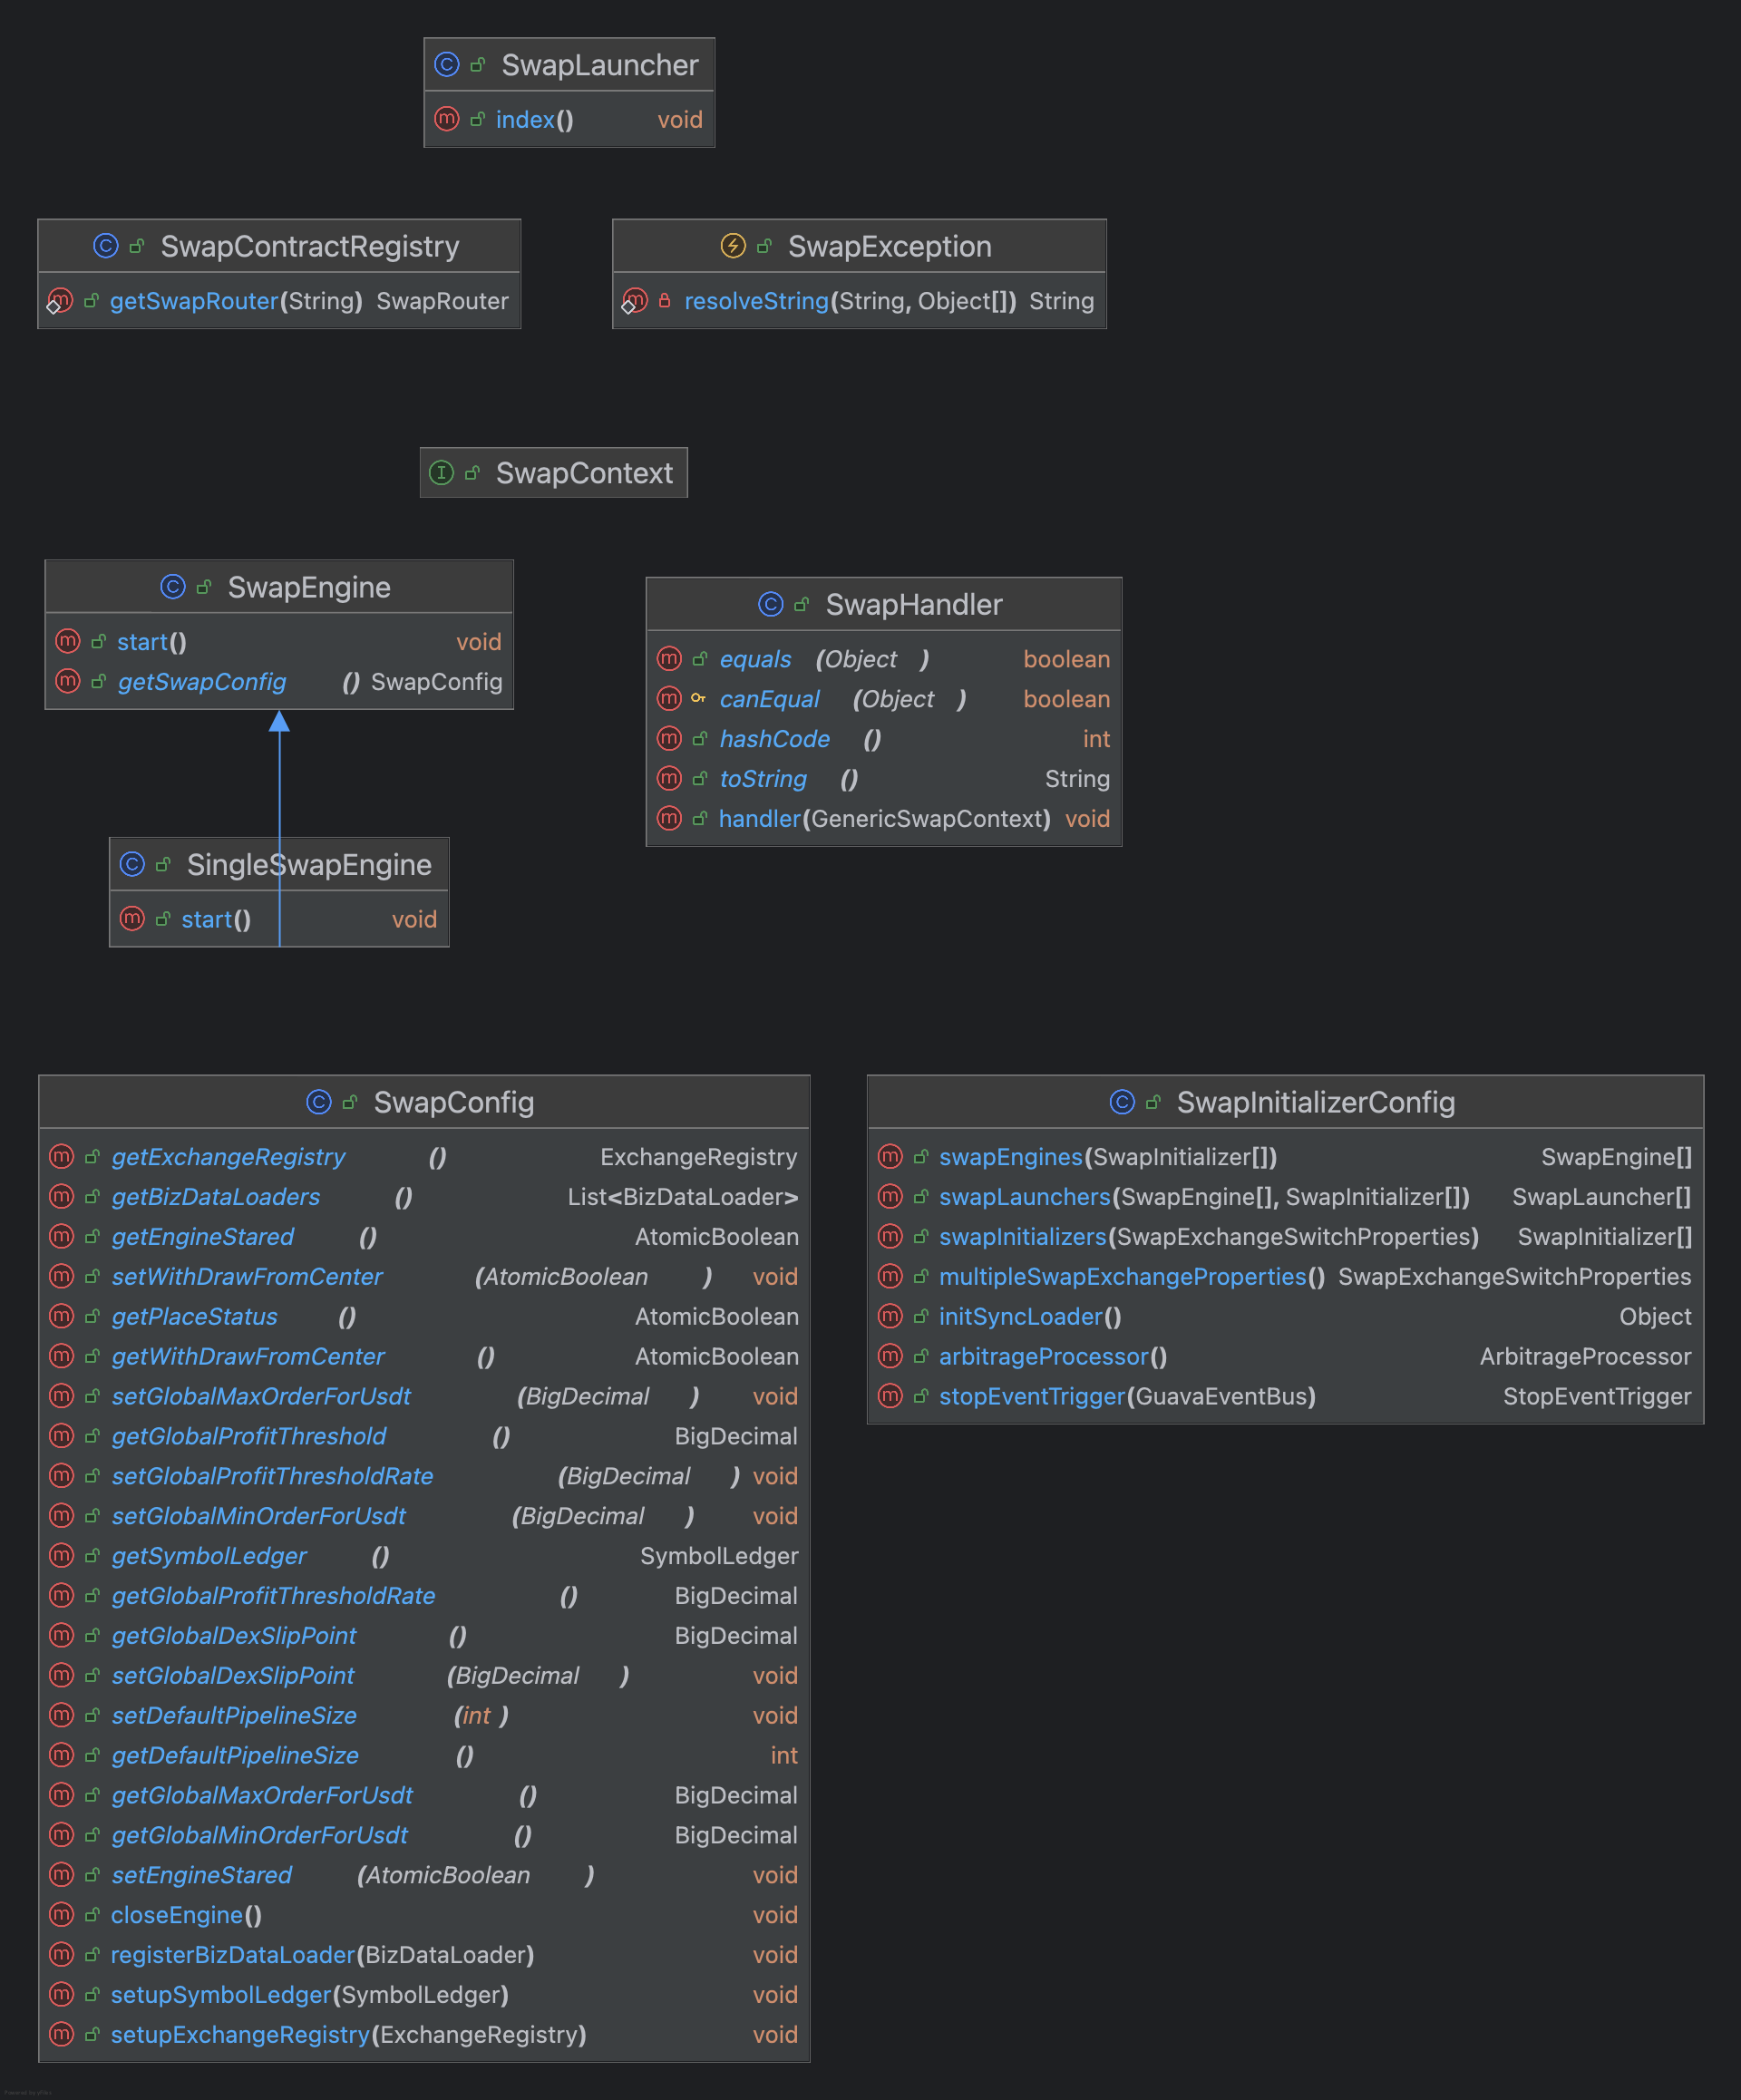 SwapLauncher
index() void
SwapContractRegistry
getSwapRouter(String) SwapRouter
SwapException
resolveString(String, Object[]) String
SwapContext
SwapEngine
start() void
getSwapConfig () SwapConfig
SwapHandler
equals (Object ) boolean
canEqual (Object ) boolean
hashCode () int
toString () String
handler(GenericSwapContext) void
SingleSwapEngine
start() void
SwapConfig
getExchangeRegistry () ExchangeRegistry
getBizDataLoaders () List<BizDataLoader>
getEngineStared () AtomicBoolean
setWithDrawFromCenter (AtomicBoolean ) void
getPlaceStatus () AtomicBoolean
getWithDrawFromCenter () AtomicBoolean
setGlobalMaxOrderForUsdt (BigDecimal ) void
getGlobalProfitThreshold () BigDecimal
setGlobalProfitThresholdRate (BigDecimal ) void
setGlobalMinOrderForUsdt (BigDecimal ) void
getSymbolLedger () SymbolLedger
getGlobalProfitThresholdRate () BigDecimal
getGlobalDexSlipPoint () BigDecimal
setGlobalDexSlipPoint (BigDecimal ) void
setDefaultPipelineSize (int ) void
getDefaultPipelineSize () int
getGlobalMaxOrderForUsdt () BigDecimal
getGlobalMinOrderForUsdt () BigDecimal
setEngineStared (AtomicBoolean ) void
closeEngine() void
registerBizDataLoader(BizDataLoader) void
setupSymbolLedger(SymbolLedger) void
setupExchangeRegistry(ExchangeRegistry) void
SwapInitializerConfig
swapEngines(SwapInitializer[]) SwapEngine[]
swapLaunchers(SwapEngine[], SwapInitializer[]) SwapLauncher[]
swapInitializers(SwapExchangeSwitchProperties) SwapInitializer[]
multipleSwapExchangeProperties() SwapExchangeSwitchProperties
initSyncLoader() Object
arbitrageProcessor() ArbitrageProcessor
stopEventTrigger(GuavaEventBus) StopEventTrigger
Powered by yFiles